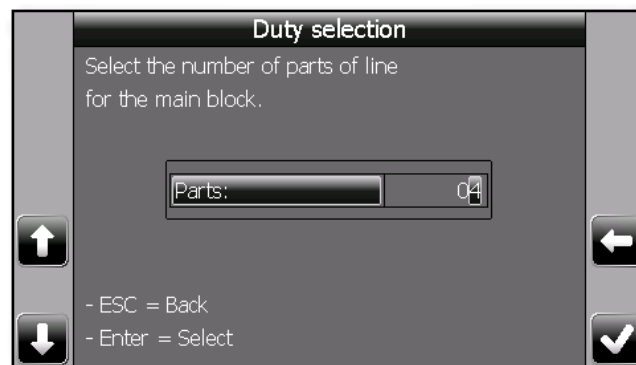 Duty selection
Select the number of parts of line
for the main block.
Parts: 04
- ESC = Back
- Enter = Select